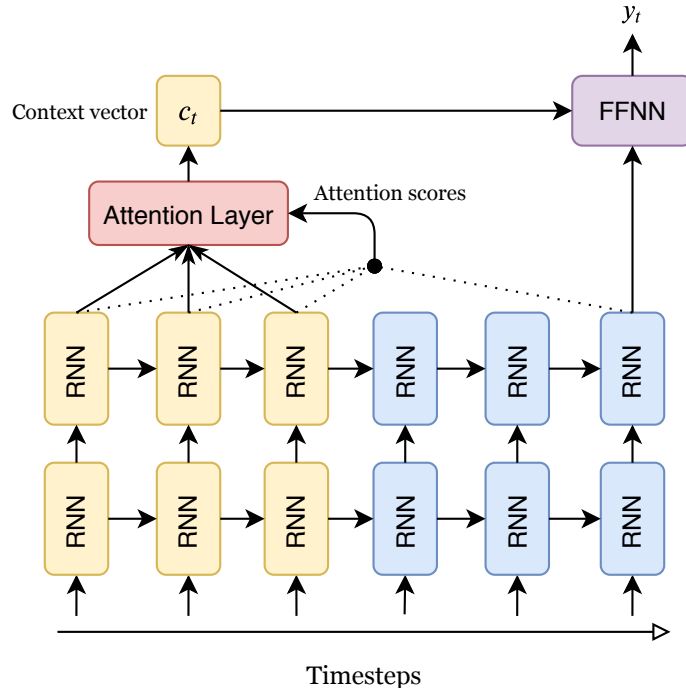 y_t
Context vector
c_t
FFNN
Attention Layer
Attention scores
RNN RNN RNN RNN RNN RNN
RNN RNN RNN RNN RNN RNN
Timesteps